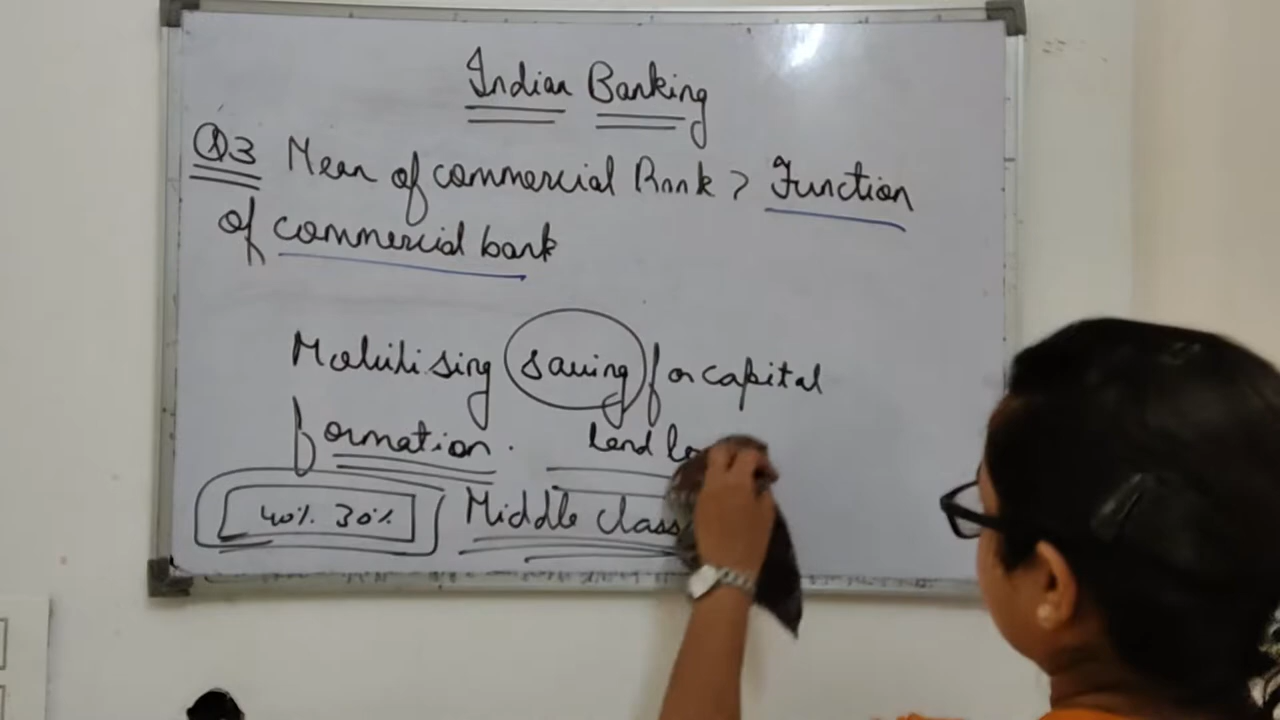 Indian Banking
Q3 Mean of commercial Bank > Function
of commercial bank
Mobilising saving for capital
formation. lend
40% 30% Middle class